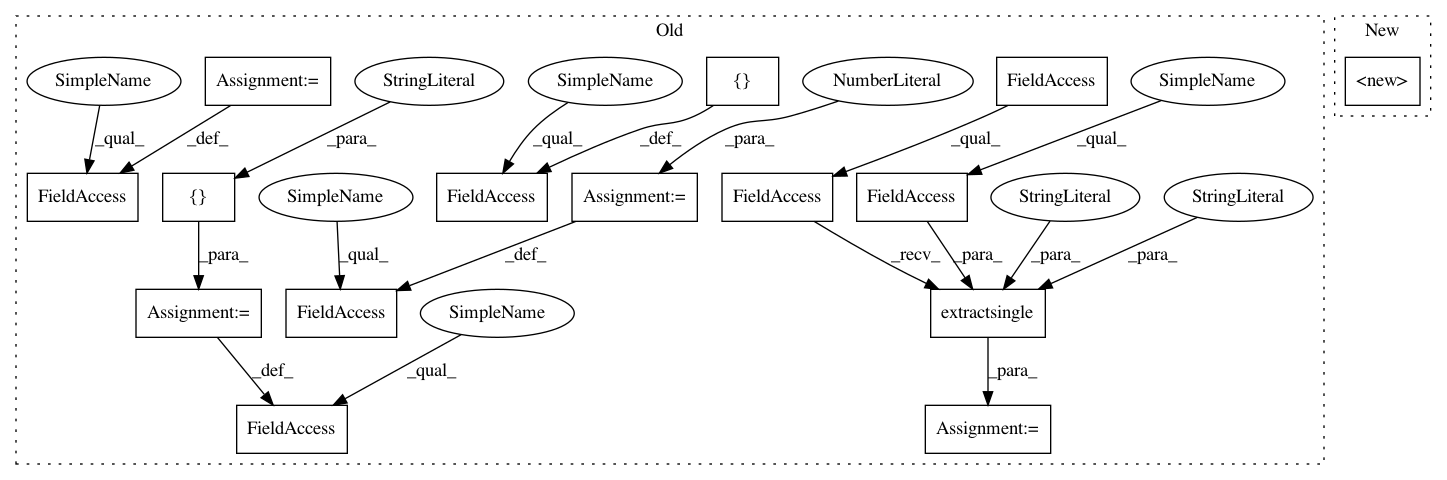 Old
New
SimpleName
Assignment:=
StringLiteral
SimpleName
{}
NumberLiteral
FieldAccess
SimpleName
<new>
_qual_
_def_
_para_
_qual_
_def_
_para_
_qual_
_qual_
FieldAccess
{}
SimpleName
FieldAccess
Assignment:=
FieldAccess
FieldAccess
StringLiteral
StringLiteral
_para_
_qual_
_def_
_recv_
_para_
_para_
_para_
Assignment:=
FieldAccess
SimpleName
extractsingle
_def_
_qual_
_para_
FieldAccess
Assignment:=